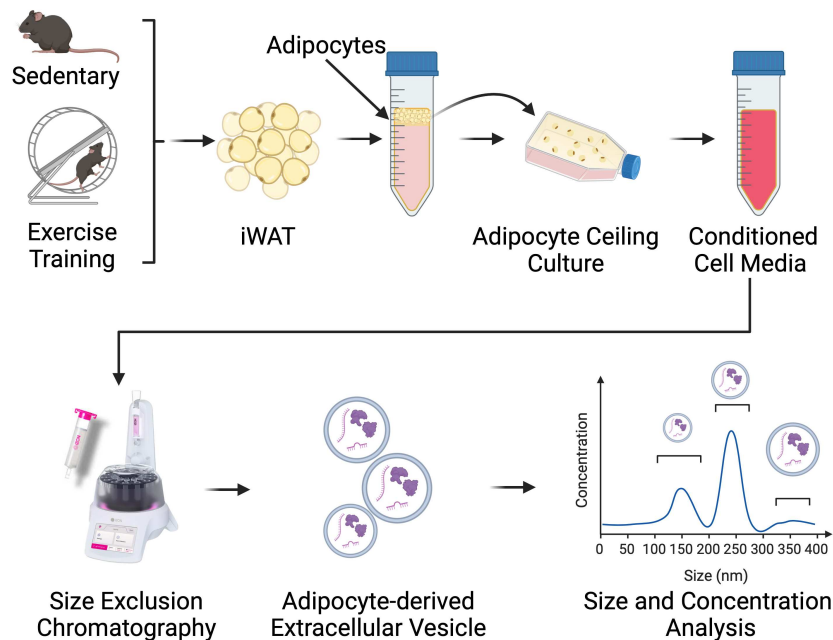 Sedentary
Exercise
Training
iWAT
Adipocytes
Adipocyte Ceiling
Culture
Conditioned
Cell Media
Size Exclusion
Chromatography
Adipocyte-derived
Extracellular Vesicle
Concentration
0 50 100 150 200 250 300 350 400
Size (nm)
Size and Concentration
Analysis